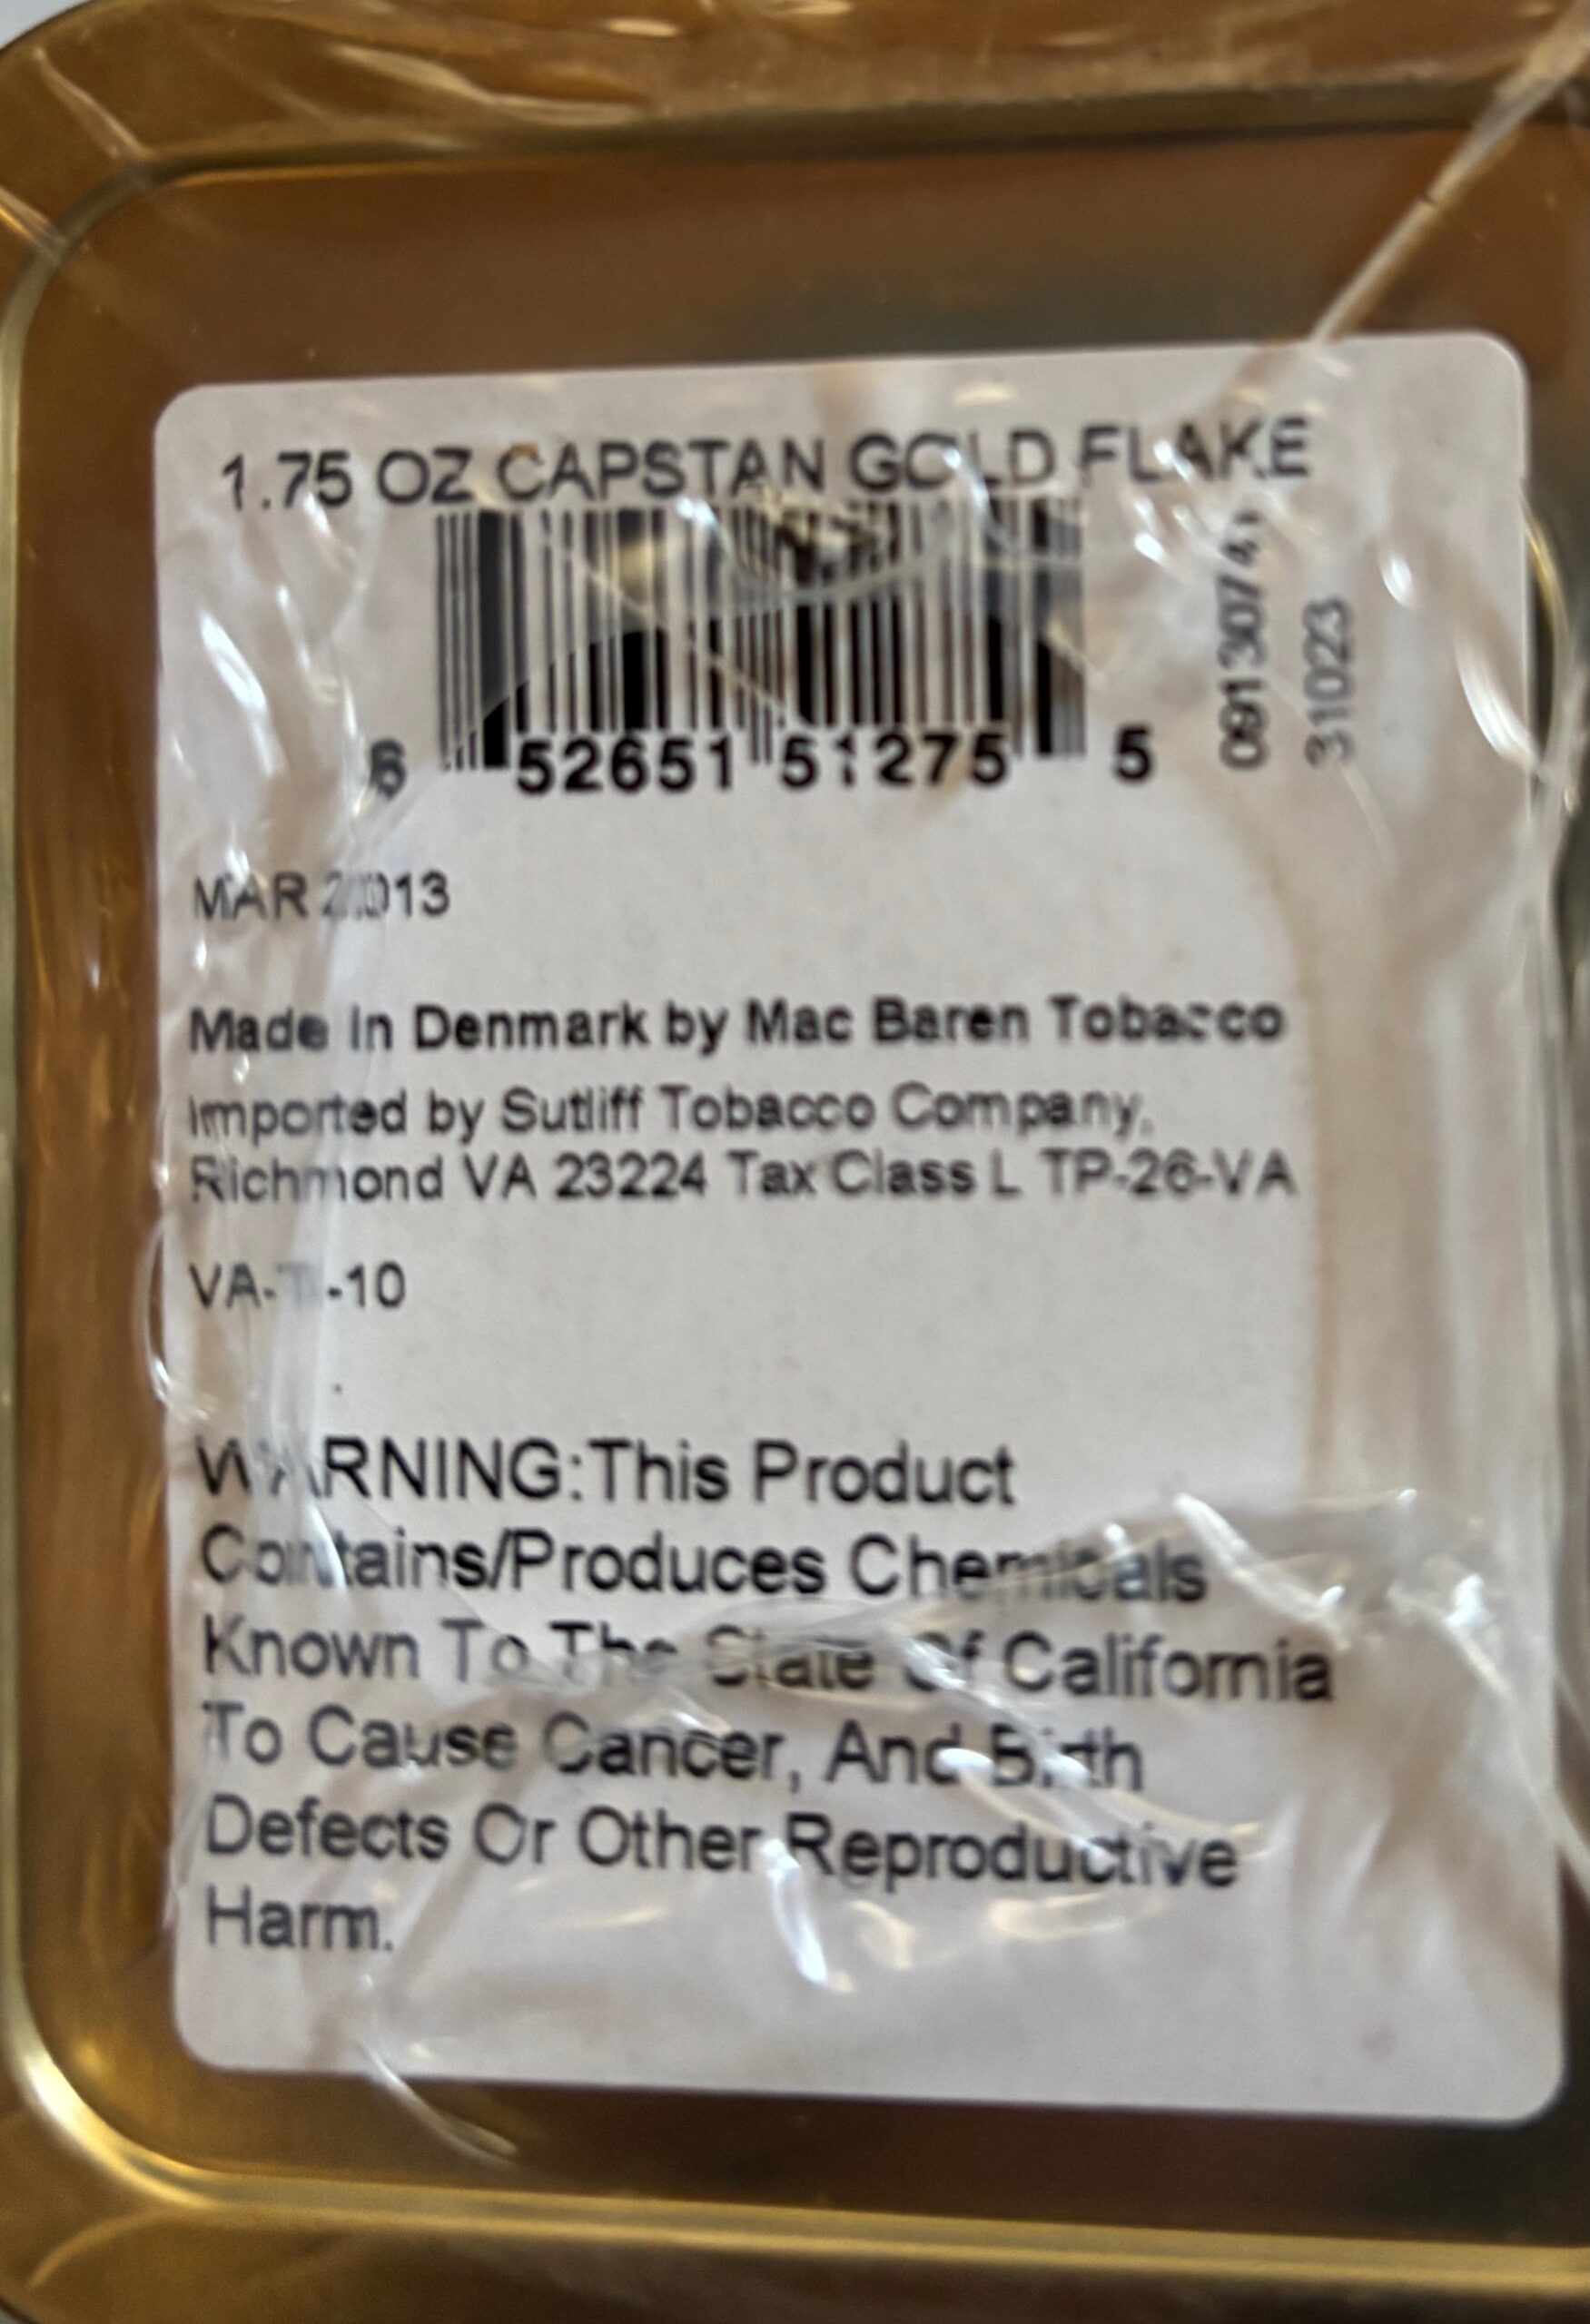 1.75 OZ CAPSTAN GOLD FLAKE
6 52651 51275 5
31023
MAR 2013
Made In Denmark by Mac Baren Tobacco
Imported by Sutliff Tobacco Company,
Richmond VA 23224 Tax Class L TP-26-VA
WARNING:This Product
Contains/Produces Chemicals
Known To The State Of California
To Cause Cancer, And Birth
Defects Or Other Reproductive
Harm.